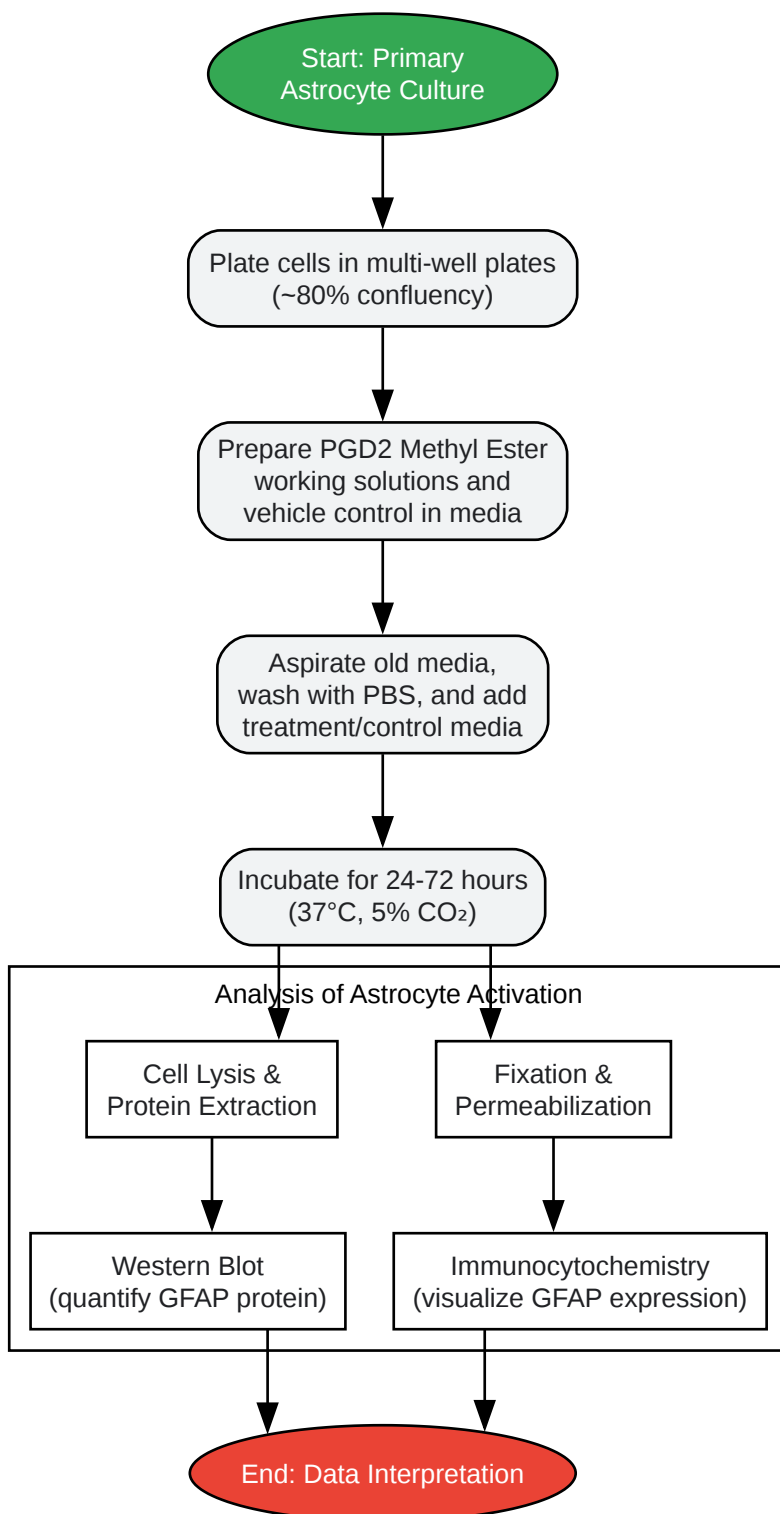 Start: Primary
Astrocyte Culture
Plate cells in multi-well plates
(~80% confluency)
Prepare PGD2 Methyl Ester
working solutions and
vehicle control in media
Aspirate old media,
wash with PBS, and add
treatment/control media
Incubate for 24-72 hours
(37°C, 5% CO₂)
Analysis of Astrocyte Activation
Cell Lysis &
Protein Extraction
Fixation &
Permeabilization
Western Blot
(quantify GFAP protein)
Immunocytochemistry
(visualize GFAP expression)
End: Data Interpretation